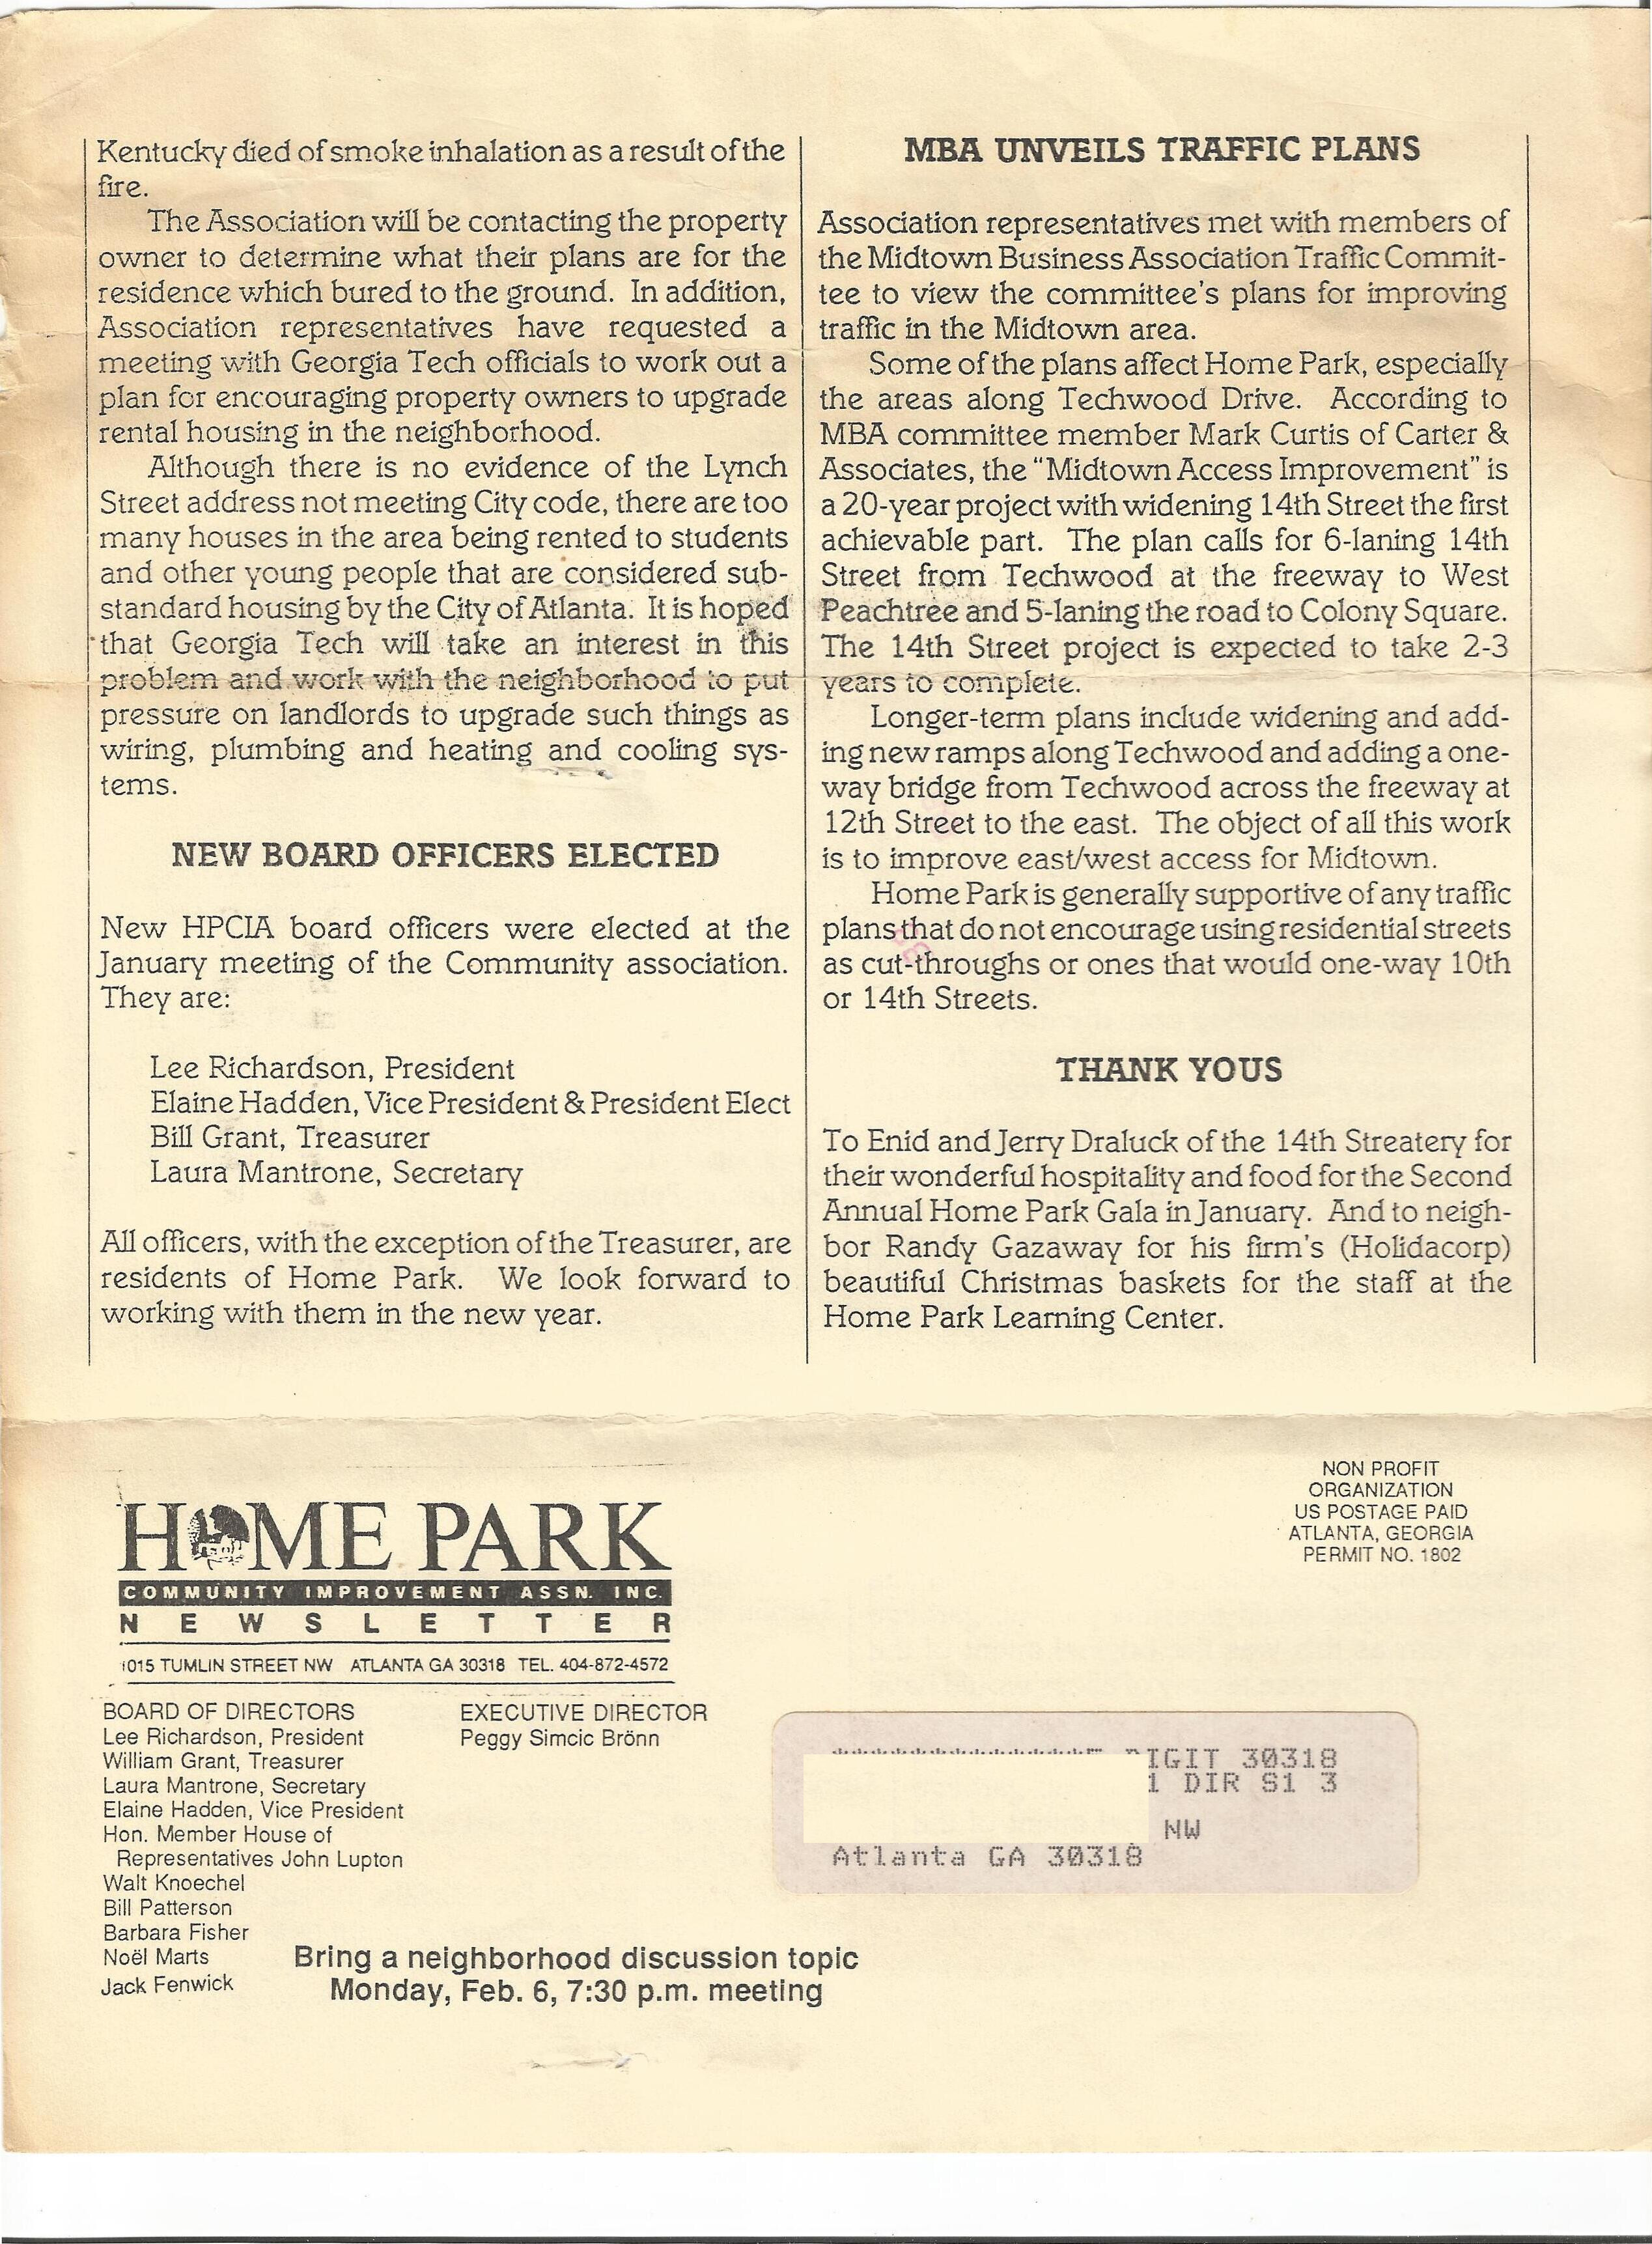 Kentucky died of smoke inhalation as a result of the
fire.
The Association will be contacting the property
owner to determine what their plans are for the
residence which bured to the ground. In addition,
Association representatives have requested a
meeting with Georgia Tech officials to work out a
plan for encouraging property owners to upgrade
rental housing in the neighborhood.
Although there is no evidence of the Lynch
Street address not meeting City code, there are too
many houses in the area being rented to students
and other young people that are considered sub-
standard housing by the City of Atlanta. It is hoped
that Georgia Tech will take an interest in this
problem and work with the neighborhood to put
pressure on landlords to upgrade such things as
wiring, plumbing and heating and cooling sys-
tems.
NEW BOARD OFFICERS ELECTED
New HPCIA board officers were elected at the
January meeting of the Community association.
They are:
Lee Richardson, President
Elaine Hadden, Vice President & President Elect
Bill Grant, Treasurer
Laura Mantrone, Secretary
All officers, with the exception of the Treasurer, are
residents of Home Park. We look forward to
working with them in the new year.
MBA UNVEILS TRAFFIC PLANS
Association representatives met with members of
the Midtown Business Association Traffic Commit-
tee to view the committee's plans for improving
traffic in the Midtown area.
Some of the plans affect Home Park, especially
the areas along Techwood Drive. According to
MBA committee member Mark Curtis of Carter &
Associates, the “Midtown Access Improvement” is
a 20-year project with widening 14th Street the first
achievable part. The plan calls for 6-laning 14th
Street from Techwood at the freeway to West
Peachtree and 5-laning the road to Colony Square.
The 14th Street project is expected to take 2-3
years to complete.
Longer-term plans include widening and add-
ing new ramps along Techwood and adding a one-
way bridge from Techwood across the freeway at
12th Street to the east. The object of all this work
is to improve east/west access for Midtown.
Home Park is generally supportive of any traffic
plans that do not encourage using residential streets
as cut-throughs or ones that would one-way 10th
or 14th Streets.
THANK YOUS
To Enid and Jerry Draluck of the 14th Streatery for
their wonderful hospitality and food for the Second
Annual Home Park Gala in January. And to neigh-
bor Randy Gazaway for his firm's (Holidacorp)
beautiful Christmas baskets for the staff at the
Home Park Learning Center.
HOME PARK
COMMUNITY IMPROVEMENT ASSN. INC.
NEWSLETTER
1015 TUMLIN STREET NW ATLANTA GA 30318 TEL. 404-872-4572
BOARD OF DIRECTORS
Lee Richardson, President
William Grant, Treasurer
Laura Mantrone, Secretary
Elaine Hadden, Vice President
Hon. Member House of
Representatives John Lupton
Walt Knoechel
Bill Patterson
Barbara Fisher
Noël Marts
Jack Fenwick
EXECUTIVE DIRECTOR
Peggy Simcic Brönn
Bring a neighborhood discussion topic
Monday, Feb. 6, 7:30 p.m. meeting
NON PROFIT
ORGANIZATION
US POSTAGE PAID
ATLANTA, GEORGIA
PERMIT NO. 1802
DIGIT 30318
1 DIR S1 3
NW
Atlanta GA 30318